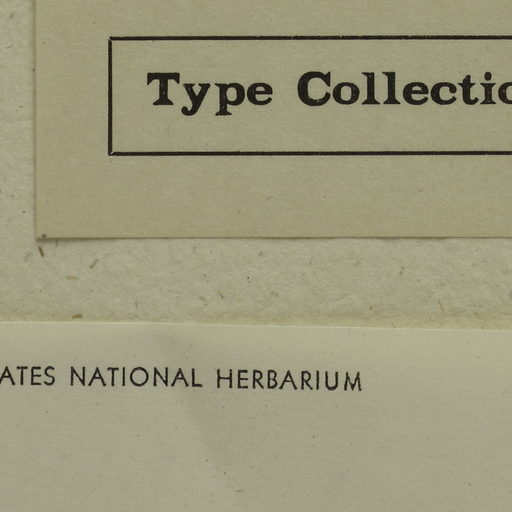 Type Collectio
ATES NATIONAL HERBARIUM